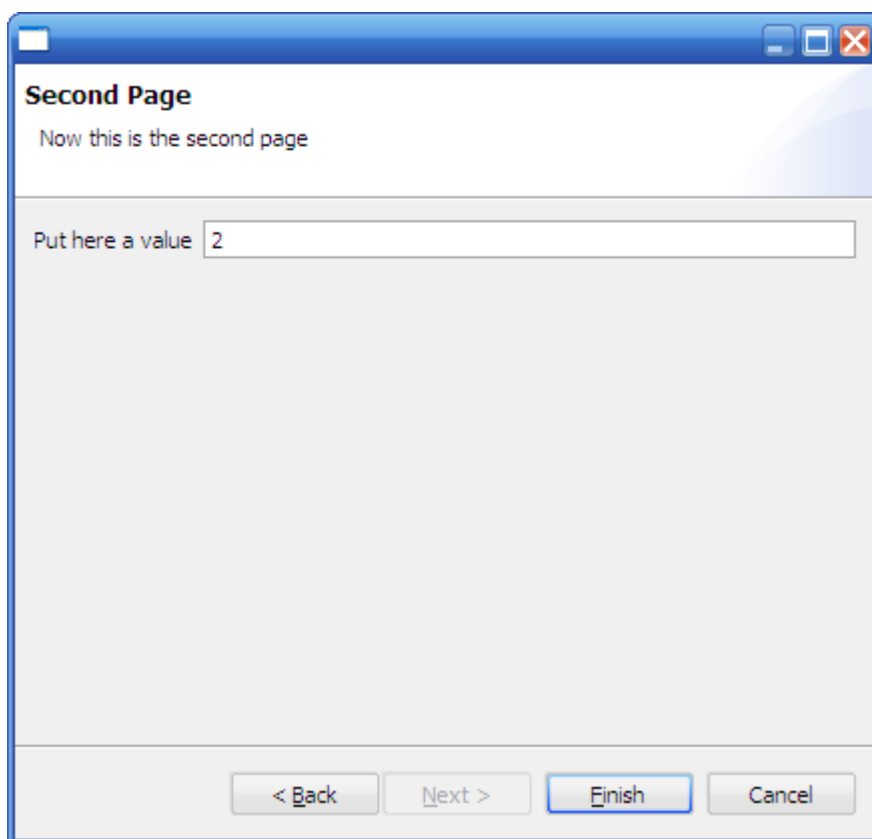 Second Page
Now this is the second page
Put here a value 2
< Back Next > Finish Cancel